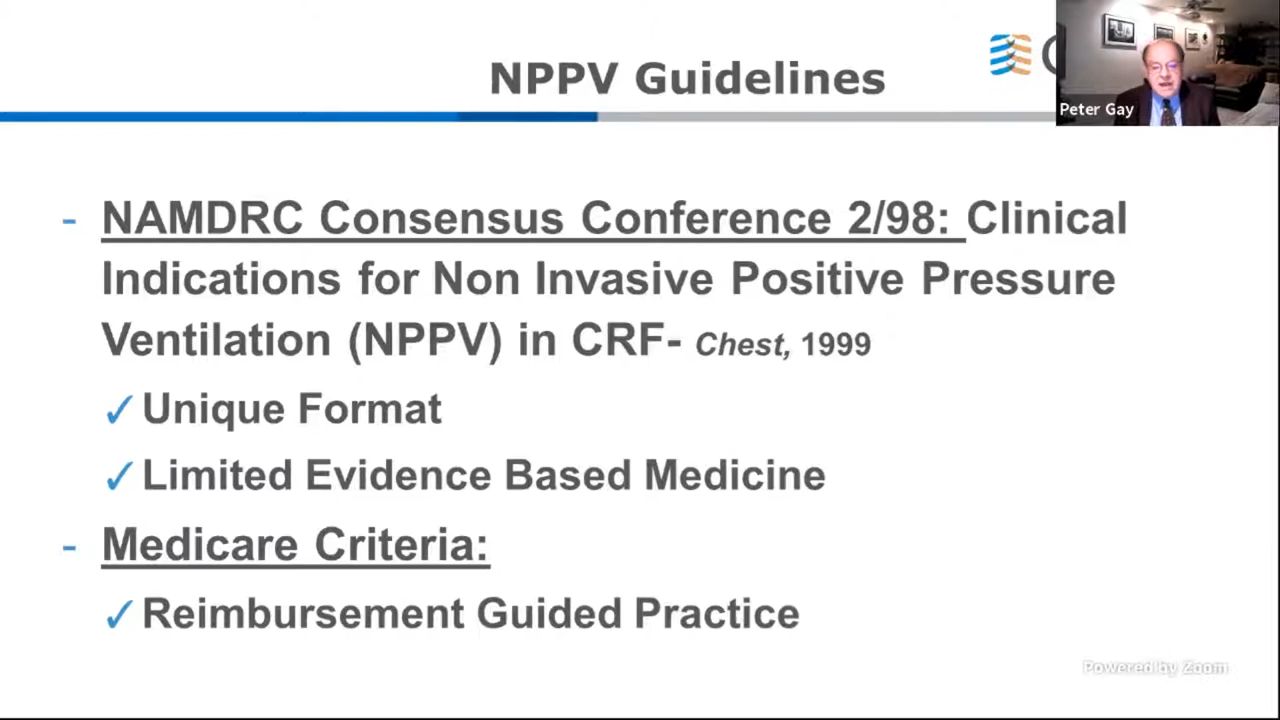 NPPV Guidelines
Peter Gay
- NAMDRC Consensus Conference 2/98: Clinical
Indications for Non Invasive Positive Pressure
Ventilation (NPPV) in CRF- Chest, 1999
✓ Unique Format
✓ Limited Evidence Based Medicine
- Medicare Criteria:
✓ Reimbursement Guided Practice
Powered by Zoom